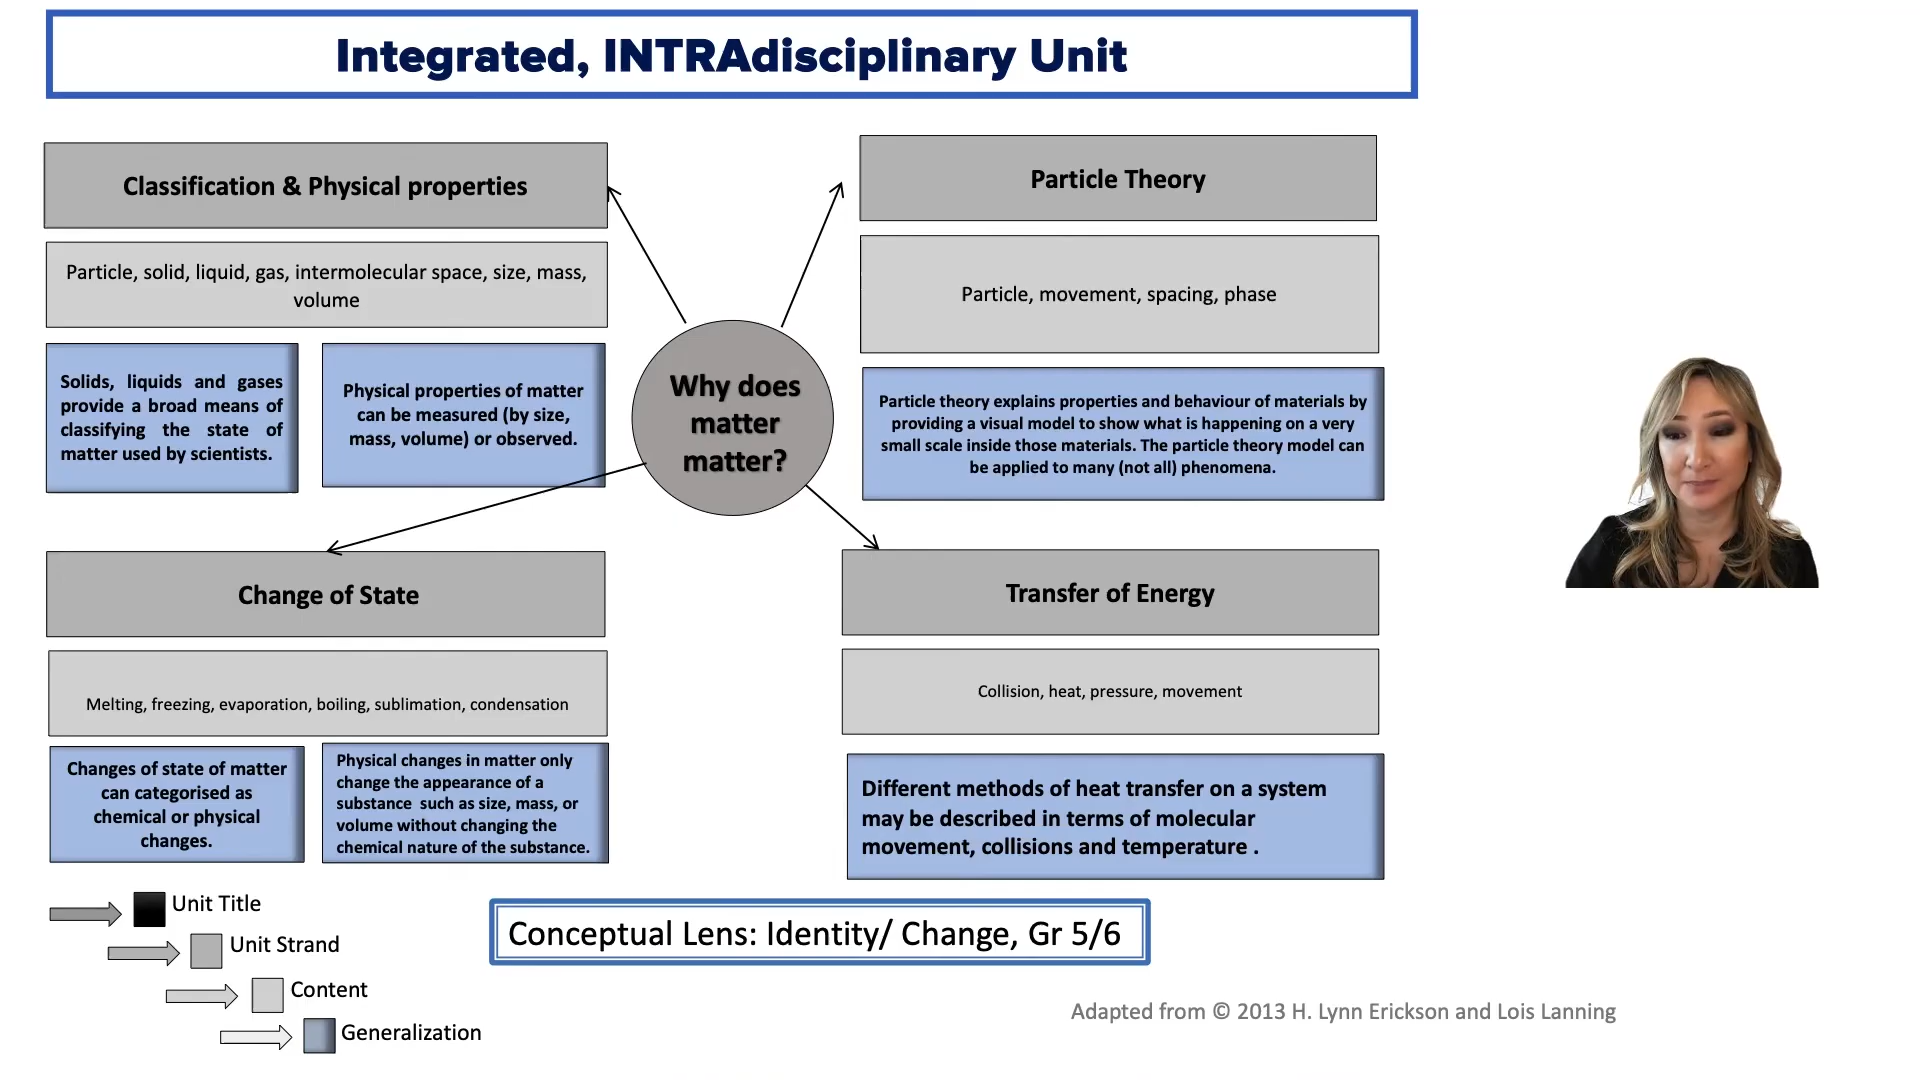 Integrated, INTRAdisciplinary Unit
Classification & Physical properties
Particle, solid, liquid, gas, intermolecular space, size, mass,
volume
Solids, liquids and gases
provide a broad means of
classifying the state of
matter used by scientists.
Physical properties of matter
can be measured (by size,
mass, volume) or observed.
Particle Theory
Particle, movement, spacing, phase
Particle theory explains properties and behaviour of materials by
providing a visual model to show what is happening on a very
small scale inside those materials. The particle theory model can
be applied to many (not all) phenomena.
Why does
matter
matter?
Change of State
Melting, freezing, evaporation, boiling, sublimation, condensation
Changes of state of matter
can categorised as
chemical or physical
changes.
Physical changes in matter only
change the appearance of a
substance such as size, mass, or
volume without changing the
chemical nature of the substance.
Transfer of Energy
Collision, heat, pressure, movement
Different methods of heat transfer on a system
may be described in terms of molecular
movement, collisions and temperature .
Unit Title
Unit Strand
Content
Generalization
Conceptual Lens: Identity/ Change, Gr 5/6
Adapted from © 2013 H. Lynn Erickson and Lois Lanning